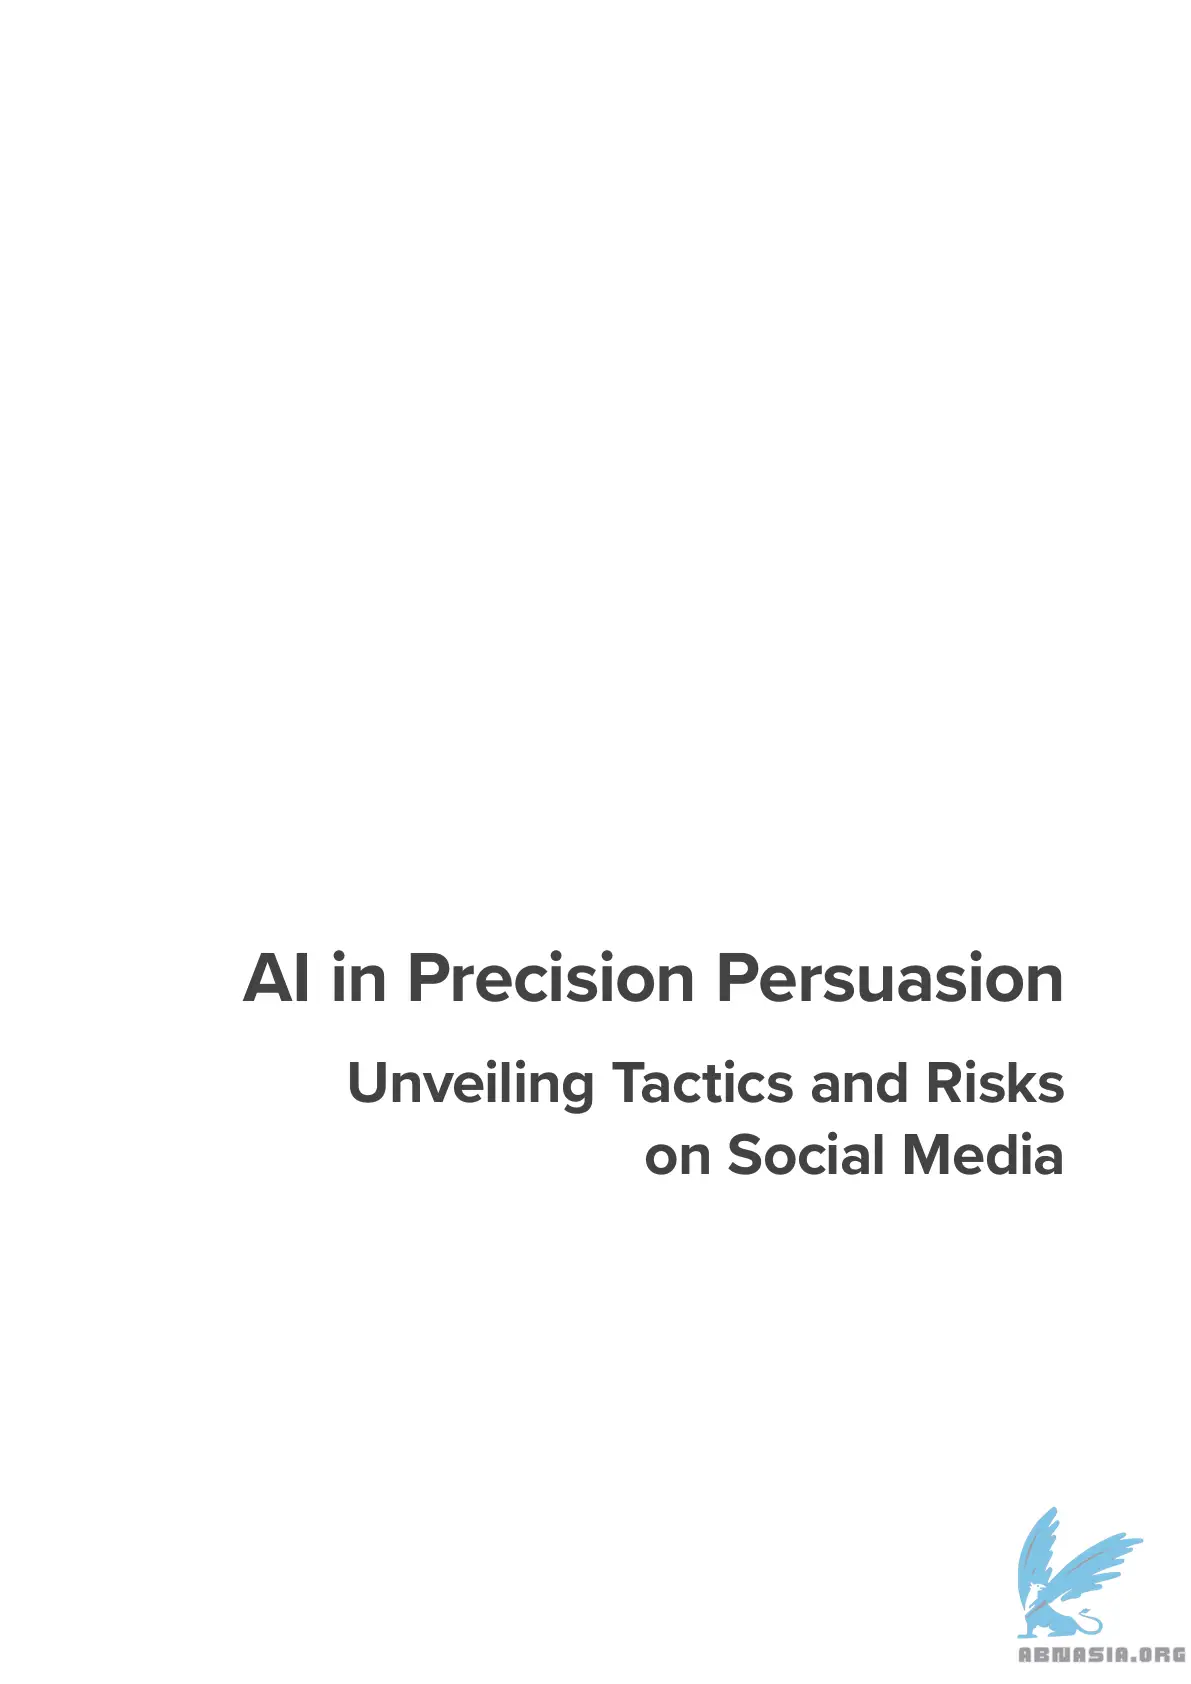 AI in Precision Persuasion
Unveiling Tactics and Risks
on Social Media
ABNASIA.ORG